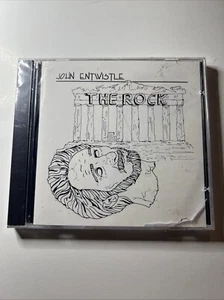 JOHN ENTWISTLE
THE ROCK